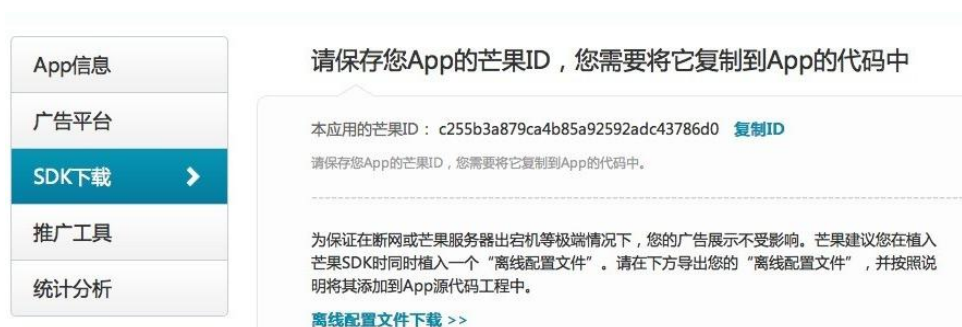 App信息
广告平台
SDK下载
推广工具
统计分析
请保存您App的芒果ID，您需要将它复制到App的代码中
本应用的芒果ID： c255b3a879ca4b85a92592adc43786d0 复制ID
请保存您App的芒果ID，您需要将它复制到App的代码中。
为保证在断网或芒果服务器出宕机等极端情况下，您的广告展示不受影响。芒果建议您在植入
芒果SDK时同时植入一个“离线配置文件”。请在下方导出您的“离线配置文件”，并按照说
明将其添加到App源代码工程中。
离线配置文件下载 >>